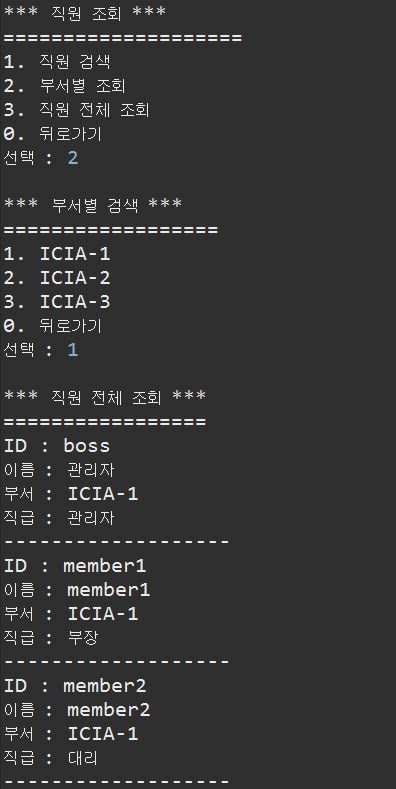 *** 직원 조회 ***
====================
1. 직원 검색
2. 부서별 조회
3. 직원 전체 조회
0. 뒤로가기
선택 : 2
*** 부서별 검색 ***
==================
1. ICIA-1
2. ICIA-2
3. ICIA-3
0. 뒤로가기
선택 : 1
*** 직원 전체 조회 ***
=================
ID : boss
이름 : 관리자
부서 : ICIA-1
직급 : 관리자
-------------------
ID : member1
이름 : member1
부서 : ICIA-1
직급 : 부장
-------------------
ID : member2
이름 : member2
부서 : ICIA-1
직급 : 대리
-------------------